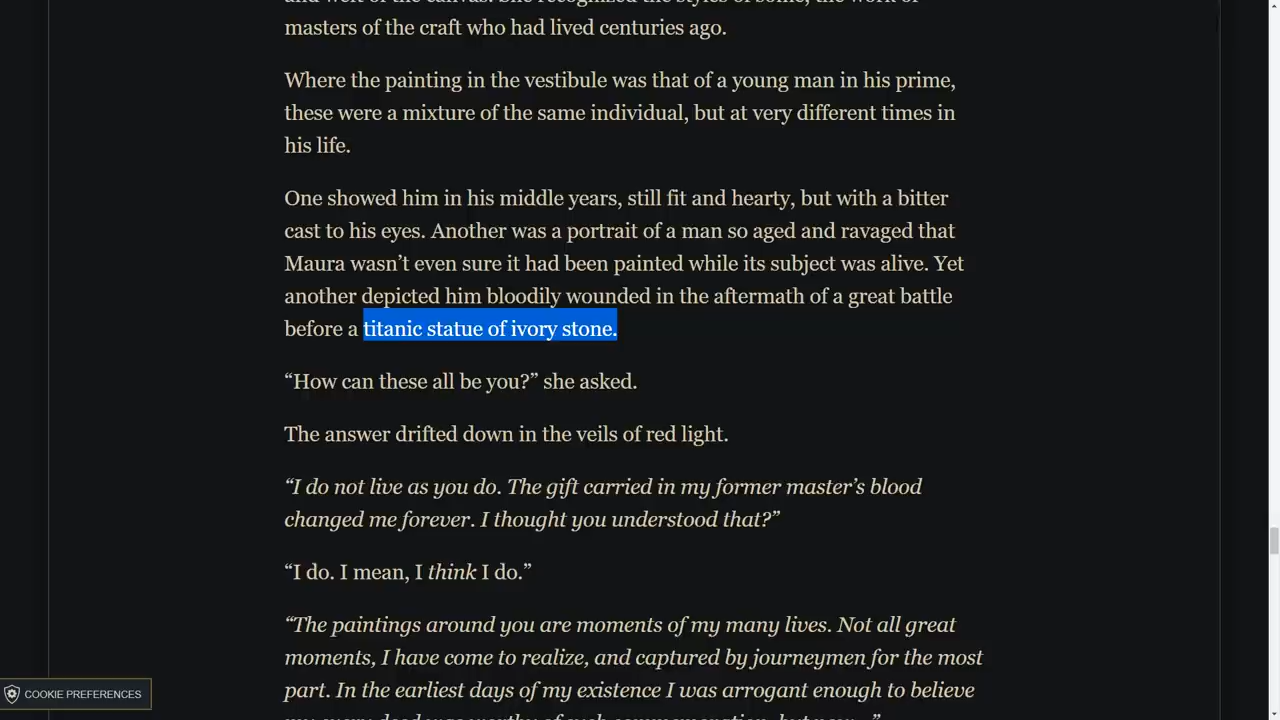 masters of the craft who had lived centuries ago.
Where the painting in the vestibule was that of a young man in his prime,
these were a mixture of the same individual, but at very different times in
his life.
One showed him in his middle years, still fit and hearty, but with a bitter
cast to his eyes. Another was a portrait of a man so aged and ravaged that
Maura wasn’t even sure it had been painted while its subject was alive. Yet
another depicted him bloodily wounded in the aftermath of a great battle
before a titanic statue of ivory stone.
“How can these all be you?” she asked.
The answer drifted down in the veils of red light.
“I do not live as you do. The gift carried in my former master’s blood
changed me forever. I thought you understood that?”
“I do. I mean, I think I do.”
“The paintings around you are moments of my many lives. Not all great
moments, I have come to realize, and captured by journeymen for the most
part. In the earliest days of my existence I was arrogant enough to believe
COOKIE PREFERENCES